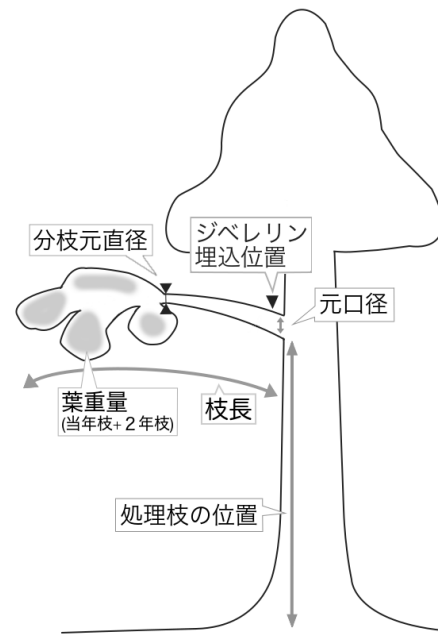 分枝元直径
ジベレリン
埋込位置
元口径
葉重量
(当年枝+２年枝)
枝長
処理枝の位置